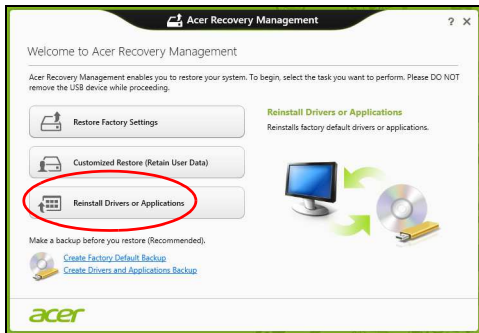 Acer Recovery Management
? ×
Welcome to Acer Recovery Management
Acer Recovery Management enables you to restore your system. To begin, select the task you want to perform. Please DO NOT
remove the USB device while proceeding.
Restore Factory Settings
Customized Restore (Retain User Data)
Reinstall Drivers or Applications
Reinstall Drivers or Applications
Reinstalls factory default drivers or applications.
Make a backup before you restore (Recommended).
Create Factory Default Backup
Create Drivers and Applications Backup
acer